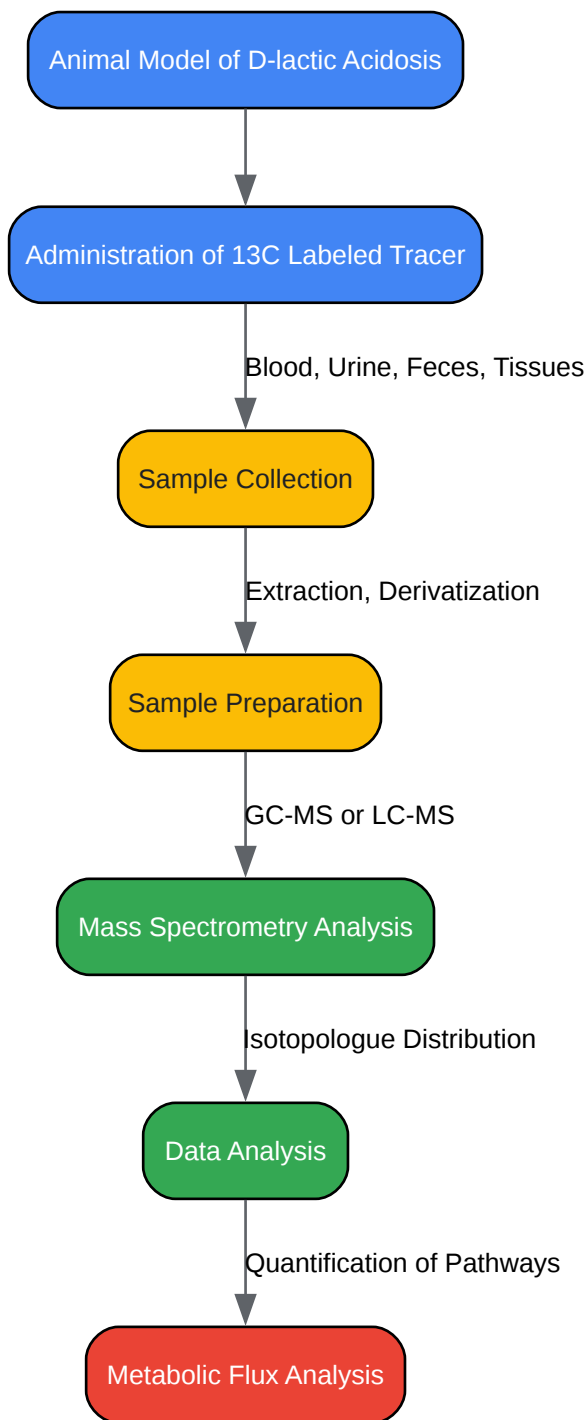 Animal Model of D-lactic Acidosis
Administration of 13C Labeled Tracer
Blood, Urine, Feces, Tissues
Sample Collection
Extraction, Derivatization
Sample Preparation
GC-MS or LC-MS
Mass Spectrometry Analysis
Isotopologue Distribution
Data Analysis
Quantification of Pathways
Metabolic Flux Analysis